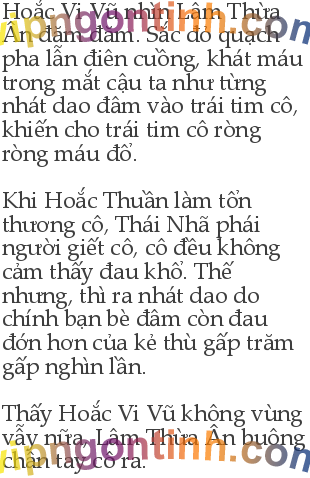 Hoắc Vi Vũ nhìn Lâm Thừa
Ân đăm đăm. Sắc đỏ quạch
pha lẫn điên cuồng, khát máu
trong mắt cậu ta như từng
nhát dao đâm vào trái tim cô,
khiến cho trái tim cô ròng
ròng máu đổ.
Khi Hoắc Thuần làm tổn
thương cô, Thái Nhã phái
người giết cô, cô đều không
cảm thấy đau khổ. Thế
nhưng, thì ra nhát dao do
chính bạn bè đâm còn đau
đớn hơn của kẻ thù gấp trăm
gấp nghìn lần.
Thấy Hoắc Vi Vũ không vùng
vẫy nữa, Lâm Thừa Ân buông
chân tay cô ra.
vipngontinh.com
vipngontinh.com